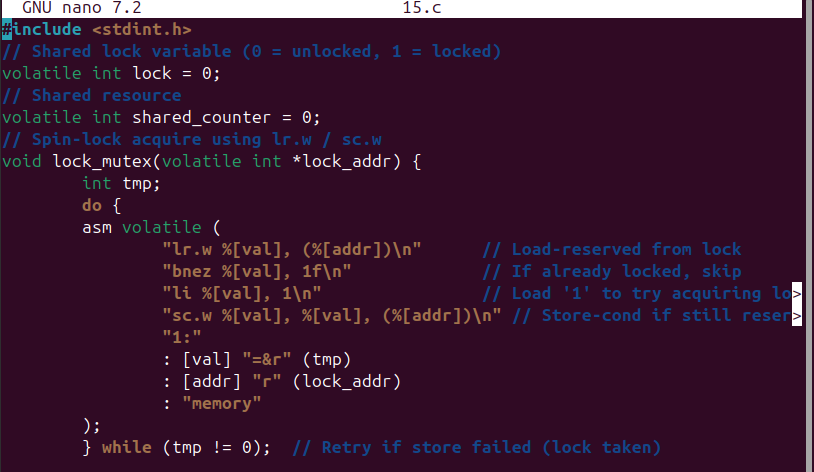 GNU nano 7.2 15.c
#include <stdint.h>
// Shared lock variable (0 = unlocked, 1 = locked)
volatile int lock = 0;
// Shared resource
volatile int shared_counter = 0;
// Spin-lock acquire using lr.w / sc.w
void lock_mutex(volatile int *lock_addr) {
        int tmp;
        do {
        asm volatile (
                "lr.w %[val], (%[addr])\n"      // Load-reserved from lock
                "bnez %[val], 1f\n"             // If already locked, skip
                "li %[val], 1\n"                // Load '1' to try acquiring lo>
                "sc.w %[val], %[val], (%[addr])\n" // Store-cond if still reser>
                "1:"
                : [val] "=&r" (tmp)
                : [addr] "r" (lock_addr)
                : "memory"
        );
        } while (tmp != 0);  // Retry if store failed (lock taken)